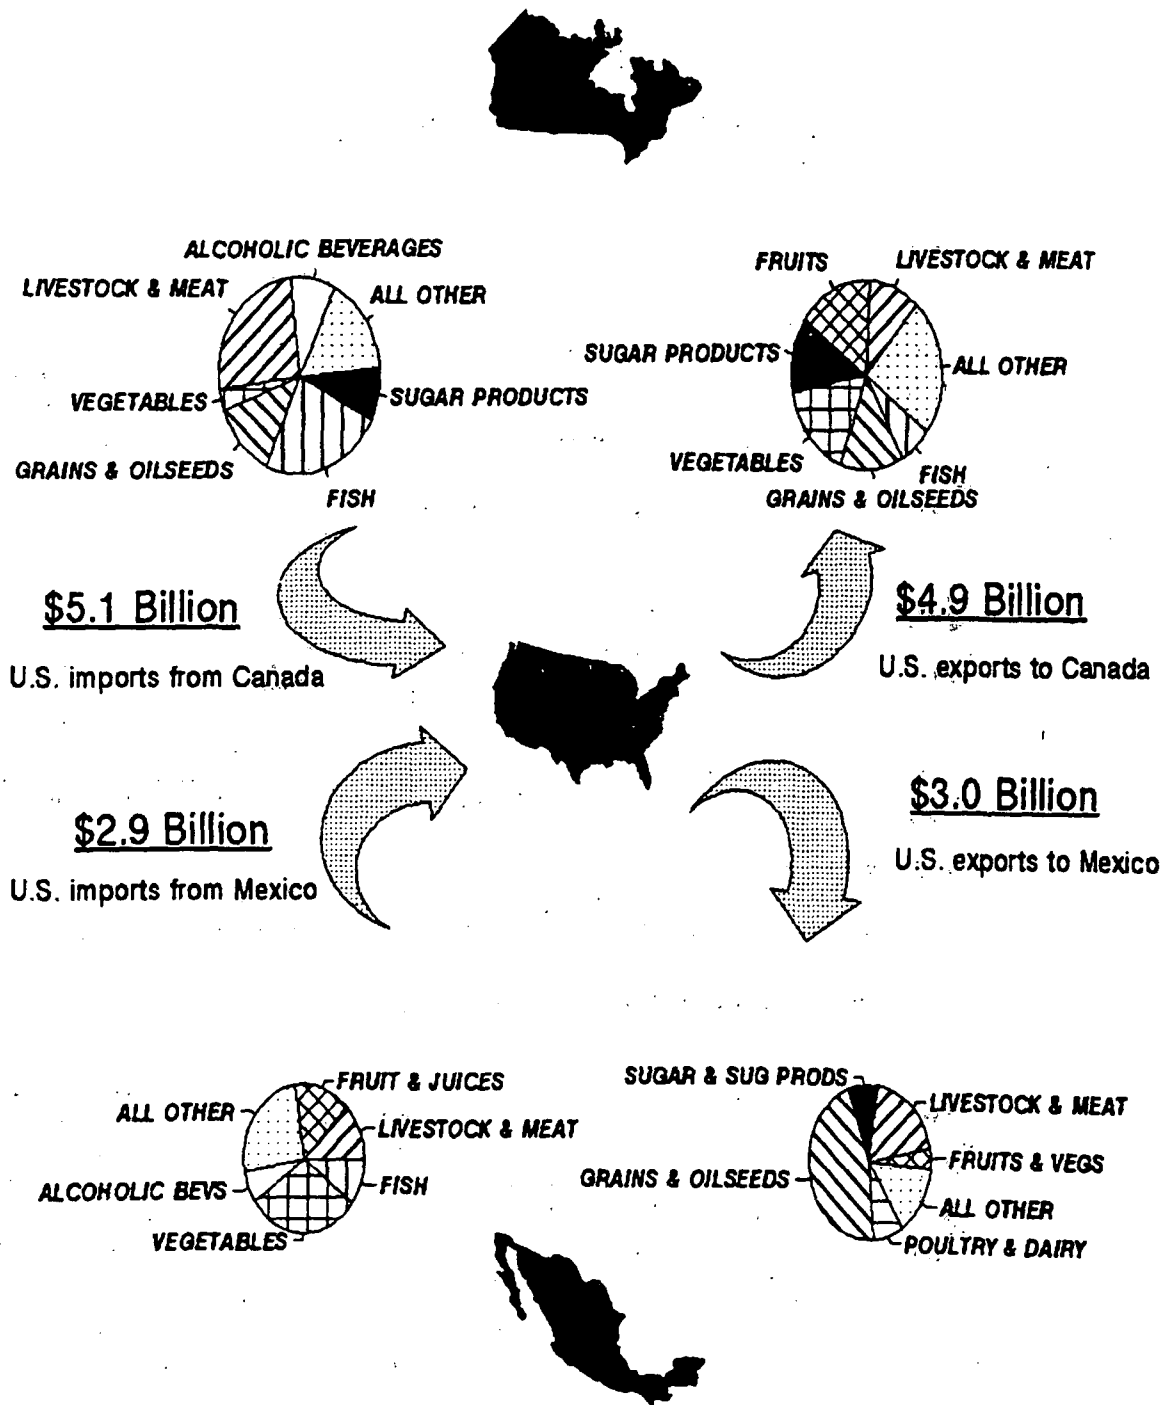 ALCOHOLIC BEVERAGES
LIVESTOCK & MEAT
ALL OTHER
VEGETABLES
SUGAR PRODUCTS
GRAINS & OILSEEDS
FISH
FRUITS
LIVESTOCK & MEAT
SUGAR PRODUCTS
ALL OTHER
VEGETABLES
FISH
GRAINS & OILSEEDS
$5.1 Billion
U.S. imports from Canada
$4.9 Billion
U.S. exports to Canada
$2.9 Billion
U.S. imports from Mexico
$3.0 Billion
U.S. exports to Mexico
FRUIT & JUICES
ALL OTHER
LIVESTOCK & MEAT
ALCOHOLIC BEVS
FISH
VEGETABLES
SUGAR & SUG PRODS
LIVESTOCK & MEAT
GRAINS & OILSEEDS
FRUITS & VEGS
ALL OTHER
POULTRY & DAIRY